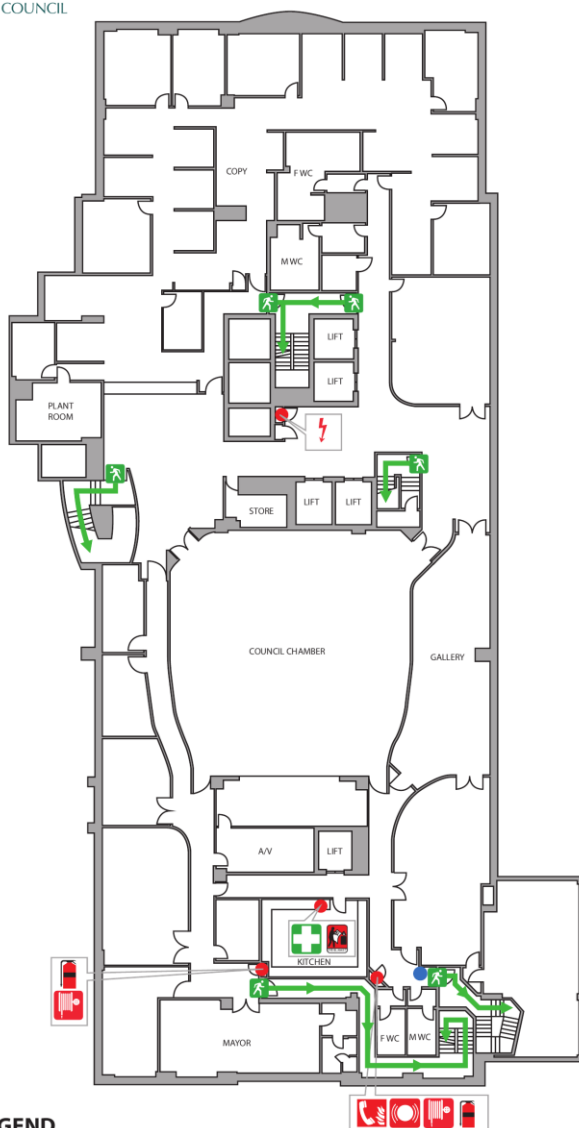 COUNCIL
COPY
F WC
M WC
LIFT
LIFT
PLANT
ROOM
STORE
LIFT
LIFT
COUNCIL CHAMBER
GALLERY
A/V
LIFT
KITCHEN
MAYOR
F WC
M WC
GEND